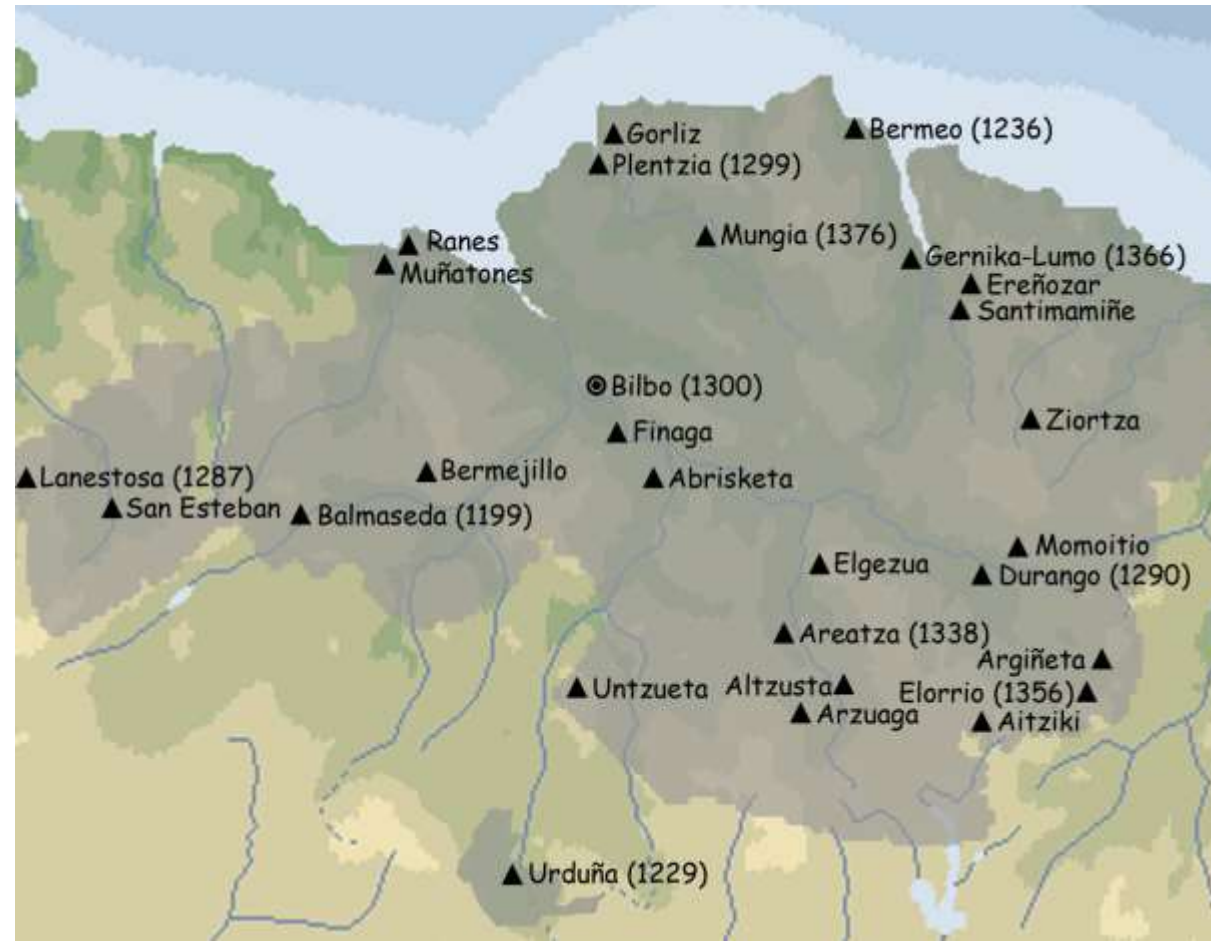 Gorliz
Bermeo (1236)
Plentzia (1299)
Mungia (1376)
Ranes
Muñatones
Gernika-Lumo (1366)
Ereñozar
Santimamiñe
Bilbo (1300)
Finaga
Ziortza
Lanestosa (1287)
Bermejillo
Abrisketa
San Esteban
Balmaseda (1199)
Momoitio
Elgezua
Durango (1290)
Areatza (1338)
Argiñeta
Untzueta
Altzusta
Elorrio (1356)
Arzuaga
Aitziki
Urduña (1229)